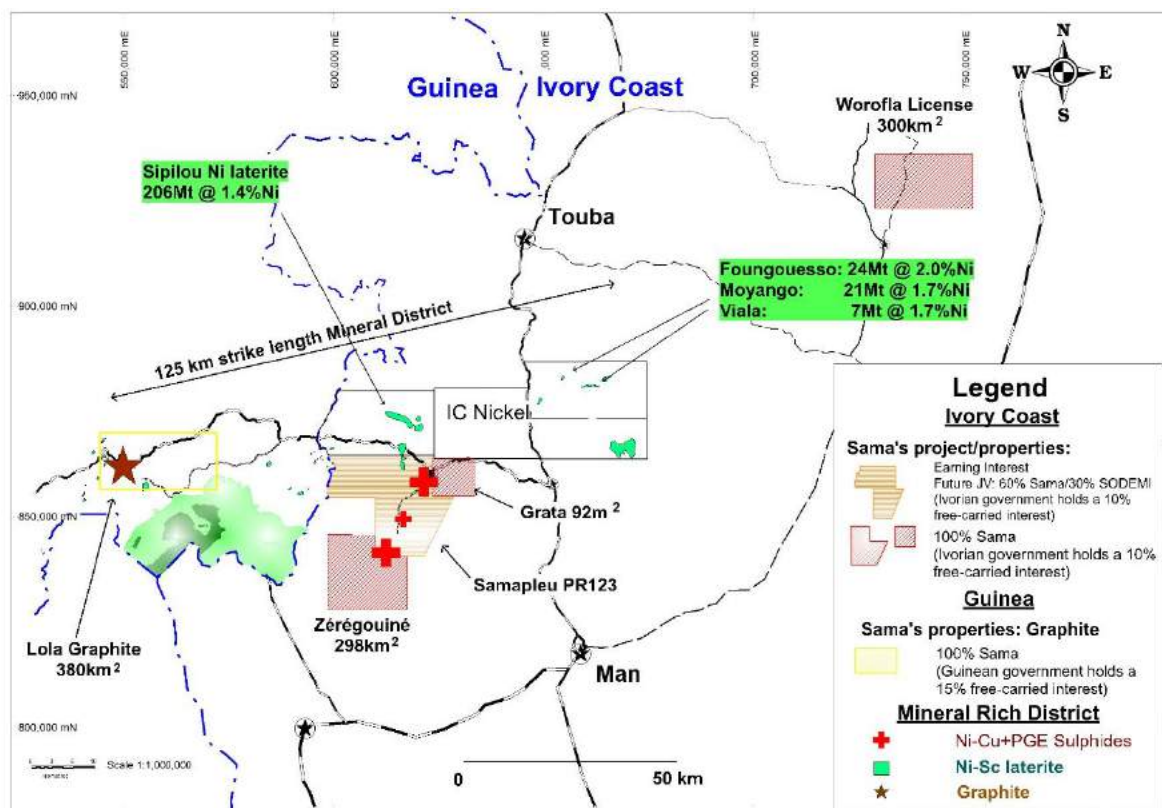 550,000 mE
600,000 mE
,000 mE
700,000 mE
750,000 mE
950,000 mN
900,000 mN
850,000 mN
800,000 mN
N
W E
S
Guinea
Ivory Coast
Worofla License
300km2
Sipilou Ni laterite
206Mt @ 1.4%Ni
Touba
Foungouesso: 24Mt @ 2.0%Ni
Moyango: 21Mt @ 1.7%Ni
Viala: 7Mt @ 1.7%Ni
125 km strike length Mineral District
IC Nickel
Grata 92m2
Samapleu PR123
Zérégouiné
298km2
Lola Graphite
380km2
Man
Scale 1:1,000,000
0 50 km
Legend
Ivory Coast
Sama's project/properties:
Earning Interest
Future JV: 60% Sama/30% SODEMI
(Ivorian government holds a 10%
free-carried interest)
100% Sama
(Ivorian government holds a 10%
free-carried interest)
Guinea
Sama's properties: Graphite
100% Sama
(Guinean government holds a
15% free-carried interest)
Mineral Rich District
Ni-Cu+PGE Sulphides
Ni-Sc laterite
Graphite